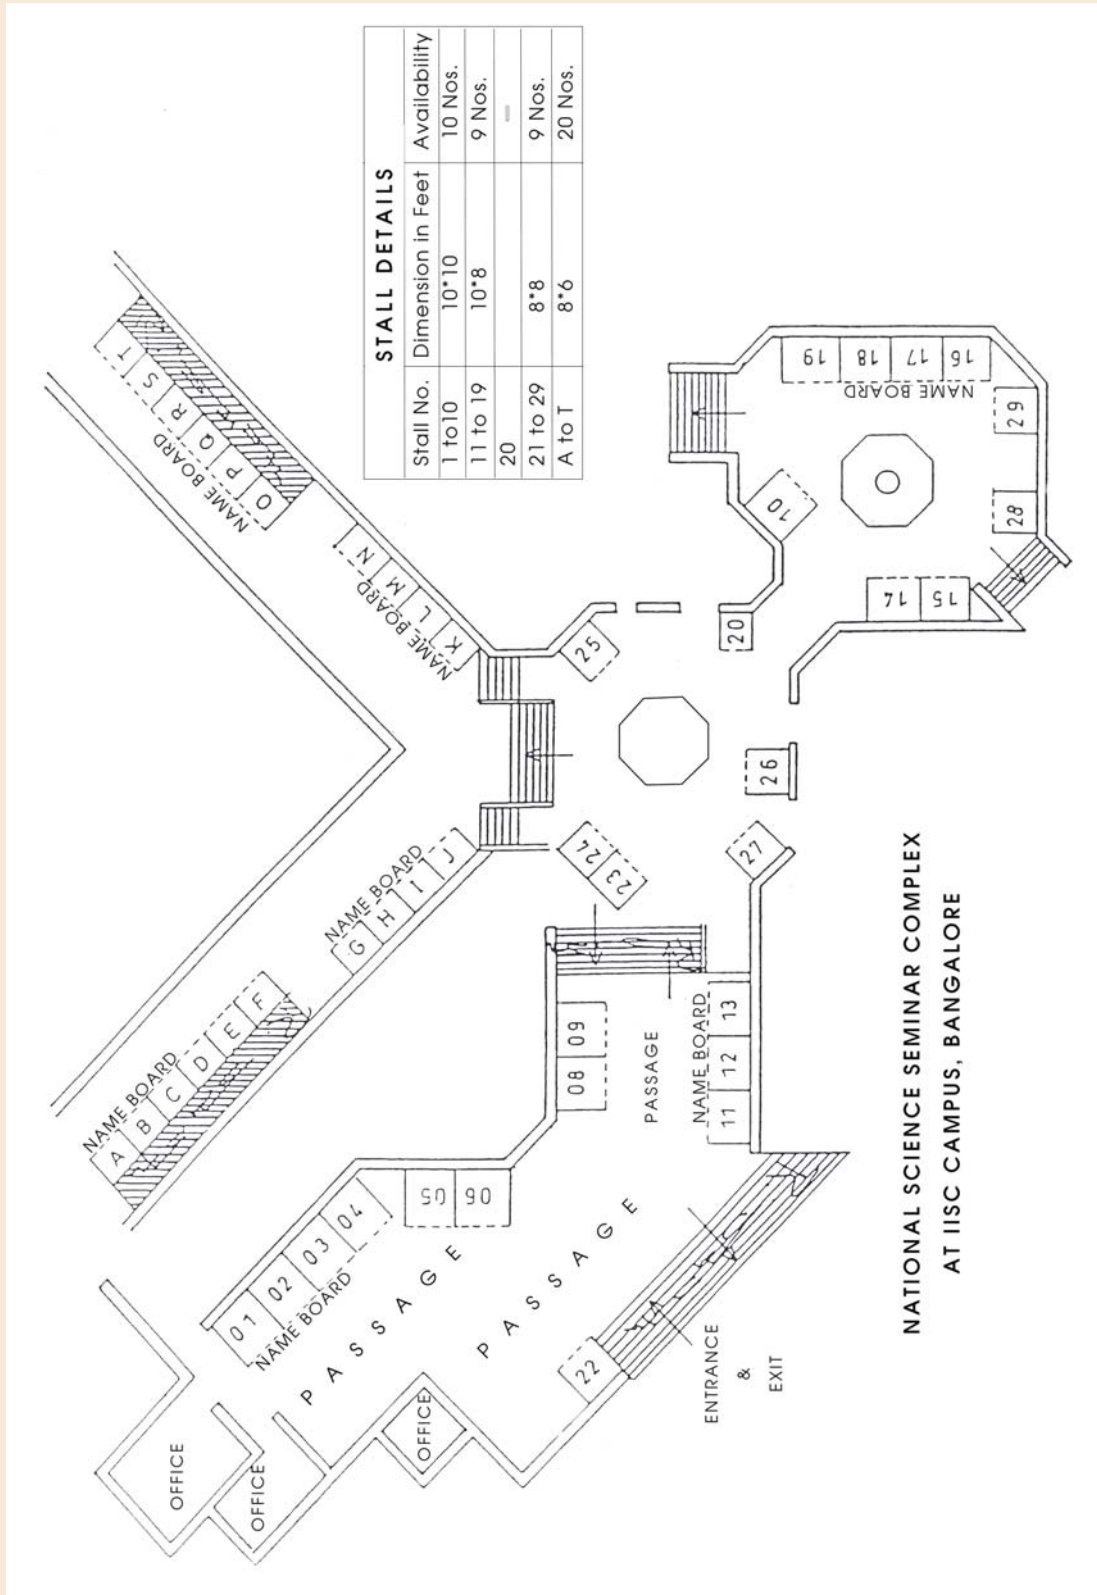 STALL DETAILS
Stall No. Dimension in Feet Availability
1 to10 10*10 10 Nos.
11 to 19 10*8 9 Nos.
20 —
21 to 29 8*8 9 Nos.
A to T 8*6 20 Nos.
OFFICE
OFFICE
OFFICE
01
02
03
04
NAME BOARD
05
06
PASSAGE
PASSAGE
22
ENTRANCE
&
EXIT
08 09
PASSAGE
NAME BOARD
11 12 13
NAME BOARD
A
B
C
D
E
F
NAME BOARD
G
H
I
J
23
24
27
26
25
20
NAME BOARD
K
L
M
N
NAME BOARD
O
P
Q
R
S
T
10
14
15
28
29
NAME BOARD
16
17
18
19
NATIONAL SCIENCE SEMINAR COMPLEX
AT IISC CAMPUS, BANGALORE